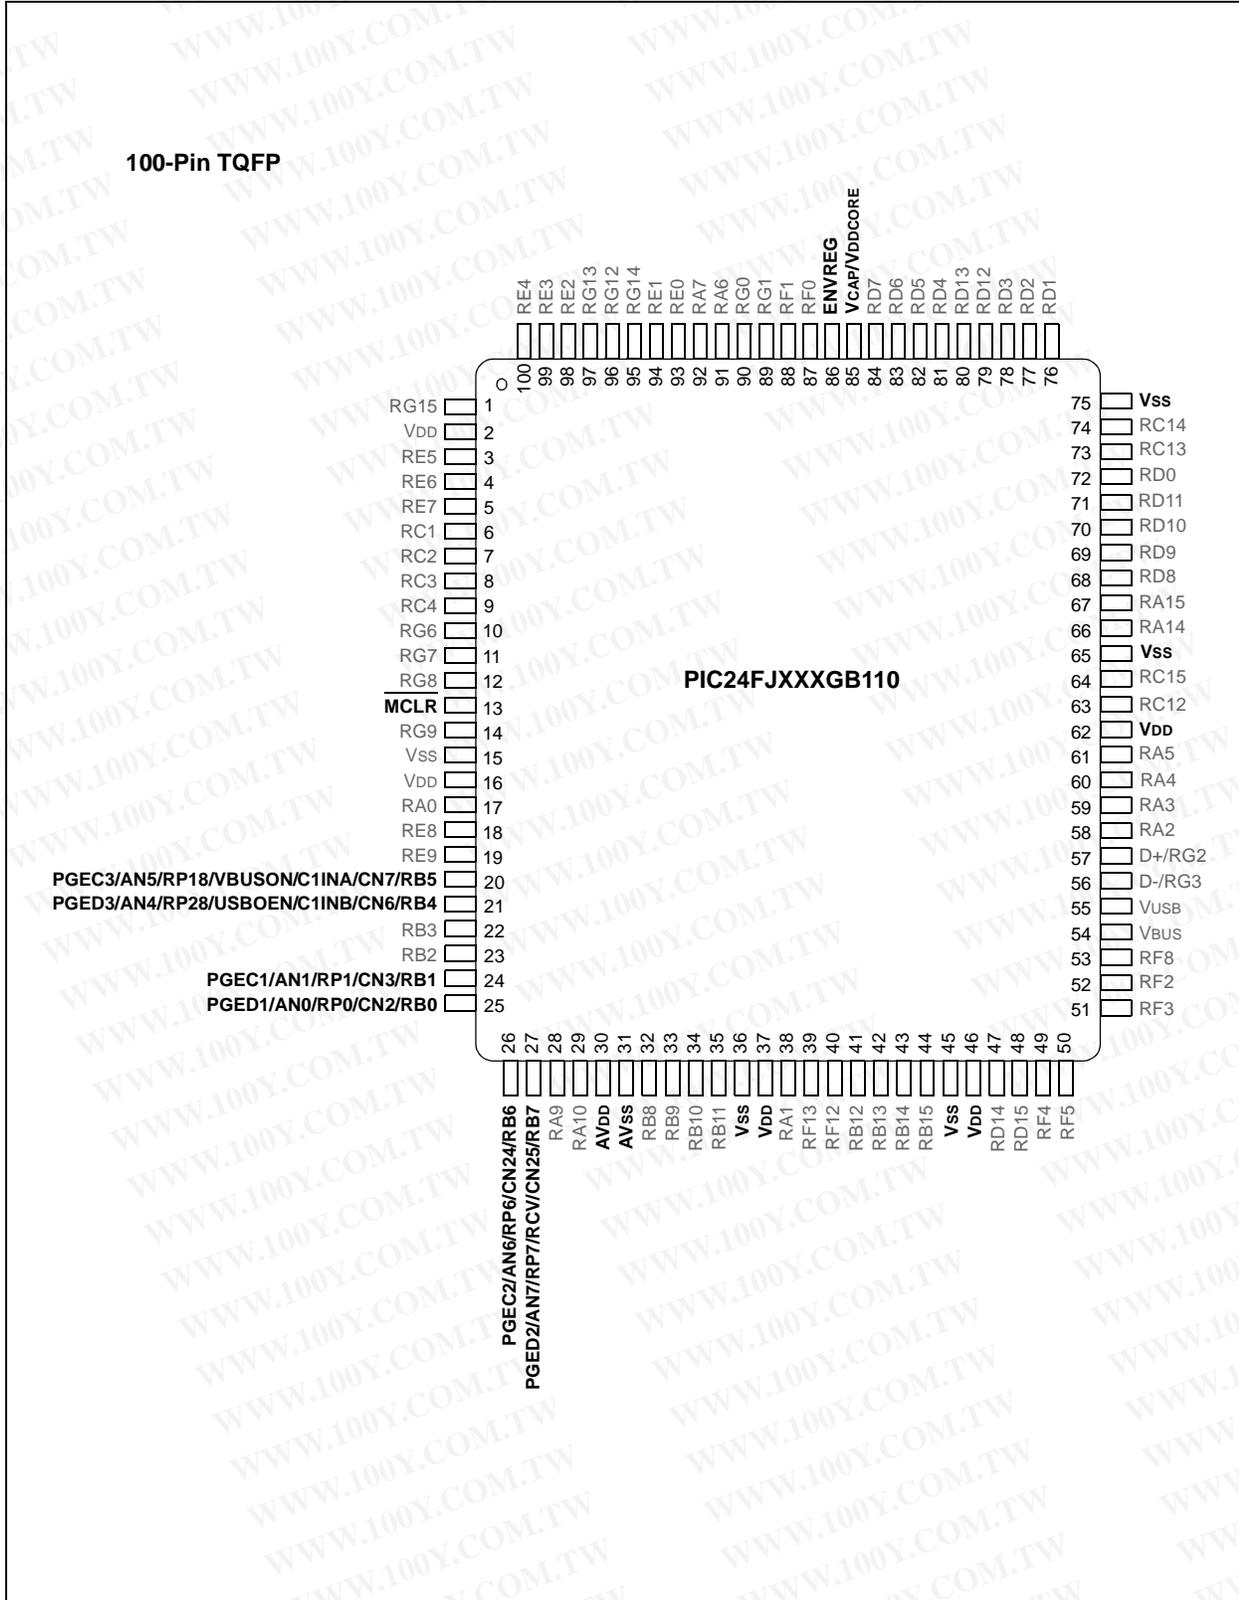 100-Pin TQFP
RE4
RE3
RE2
RG13
RG12
RG14
RE1
RE0
RA7
RA6
RG0
RG1
RF1
RF0
ENVREG
VCAP/VDDCORE
RD7
RD6
RD5
RD4
RD13
RD12
RD3
RD2
RD1
100
99
98
97
96
95
94
93
92
91
90
89
88
87
86
85
84
83
82
81
80
79
78
77
76
RG15 1
VDD 2
RE5 3
RE6 4
RE7 5
RC1 6
RC2 7
RC3 8
RC4 9
RG6 10
RG7 11
RG8 12
MCLR 13
RG9 14
VSS 15
VDD 16
RA0 17
RE8 18
RE9 19
PGEC3/AN5/RP18/VBUSON/C1INA/CN7/RB5 20
PGED3/AN4/RP28/USBOEN/C1INB/CN6/RB4 21
RB3 22
RB2 23
PGEC1/AN1/RP1/CN3/RB1 24
PGED1/AN0/RP0/CN2/RB0 25
PIC24FJXXXGB110
75 VSS
74 RC14
73 RC13
72 RD0
71 RD11
70 RD10
69 RD9
68 RD8
67 RA15
66 RA14
65 VSS
64 RC15
63 RC12
62 VDD
61 RA5
60 RA4
59 RA3
58 RA2
57 D+/RG2
56 D-/RG3
55 VUSB
54 VBUS
53 RF8
52 RF2
51 RF3
26
27
28
29
30
31
32
33
34
35
36
37
38
39
40
41
42
43
44
45
46
47
48
49
50
PGEC2/AN6/RP6/CN24/RB6
PGED2/AN7/RP7/RCV/CN25/RB7
RA9
RA10
AVDD
AVSS
RB8
RB9
RB10
RB11
VSS
VDD
RA1
RF13
RF12
RB12
RB13
RB14
RB15
VSS
VDD
RD14
RD15
RF4
RF5
WWW.100Y.COM.TW